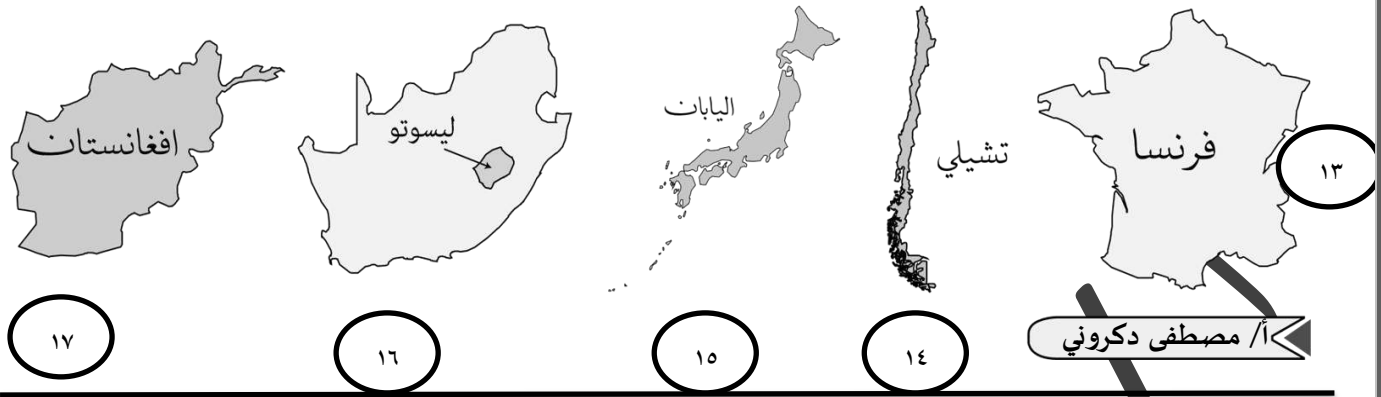 فرنسا
١٣
تشيلي
١٤
اليابان
١٥
ليسوتو
١٦
افغانستان
١٧
أ/ مصطفى دكروني